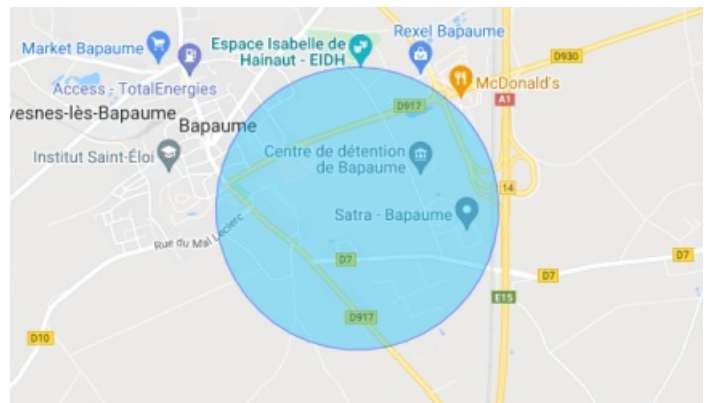 Market Bapaume
Espace Isabelle de
Hainaut - EIDH
Rexel Bapaume
D930
Access - TotalEnergies
McDonald's
A1
vesnes-lès-Bapaume
D917
Bapaume
Institut Saint-Éloi
Centre de détention
de Bapaume
14
Satra - Bapaume
Rue du Mal Leclerc
D7
D7
D7
E15
D917
D10